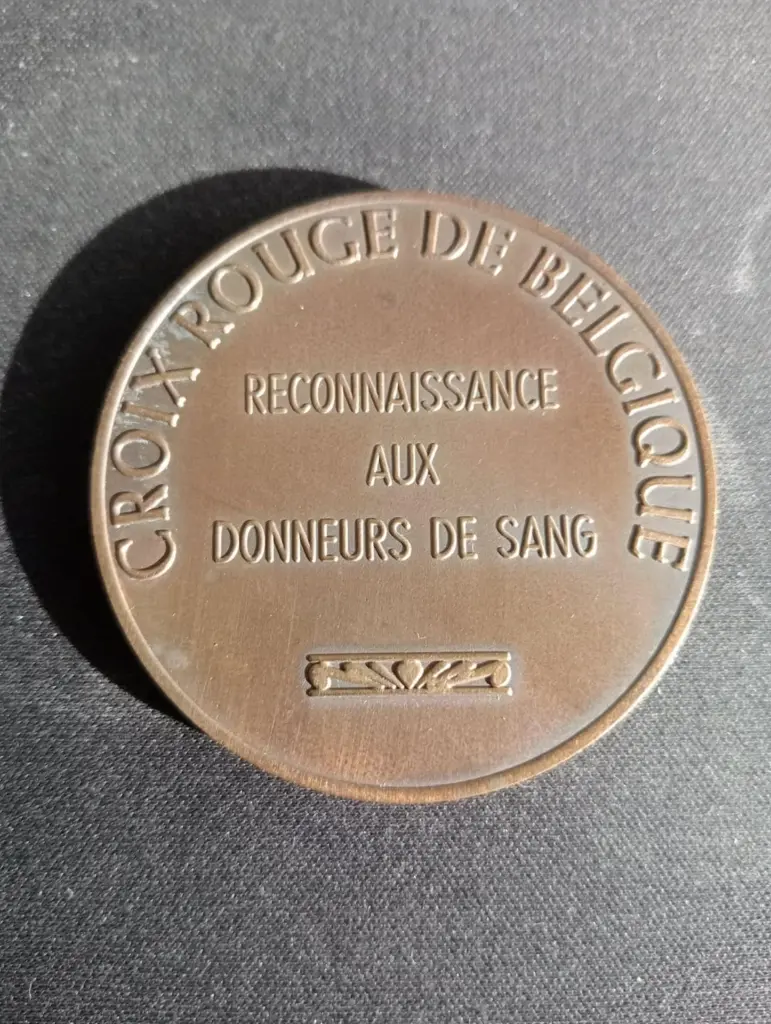 CROIX ROUGE DE BELGIQUE
RECONNAISSANCE
AUX
DONNEURS DE SANG